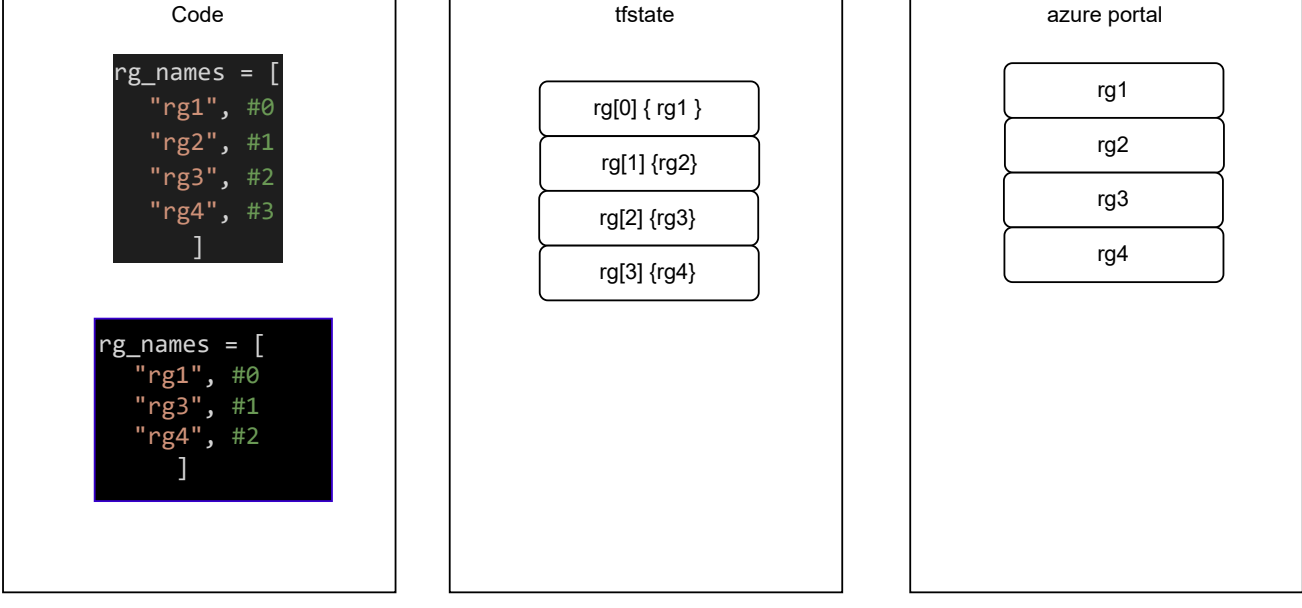 Code
rg_names = [
"rg1", #0
"rg2", #1
"rg3", #2
"rg4", #3
]
rg_names = [
"rg1", #0
"rg3", #1
"rg4", #2
]
tfstate
rg[0] { rg1 }
rg[1] {rg2}
rg[2] {rg3}
rg[3] {rg4}
azure portal
rg1
rg2
rg3
rg4